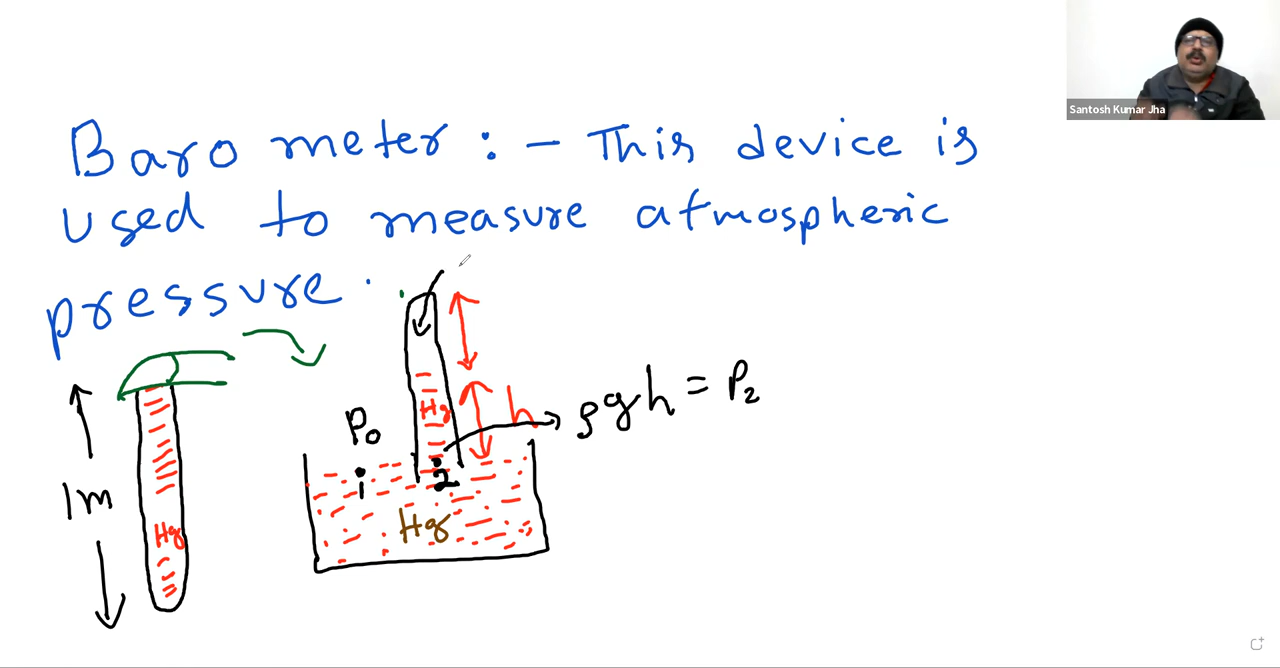 Santosh Kumar Jha
Barometer :- This device is
used to measure atmospheric
pressure.
1m
Hg
P₀
1
2
Hg
h
Hg
ρgh = P₂